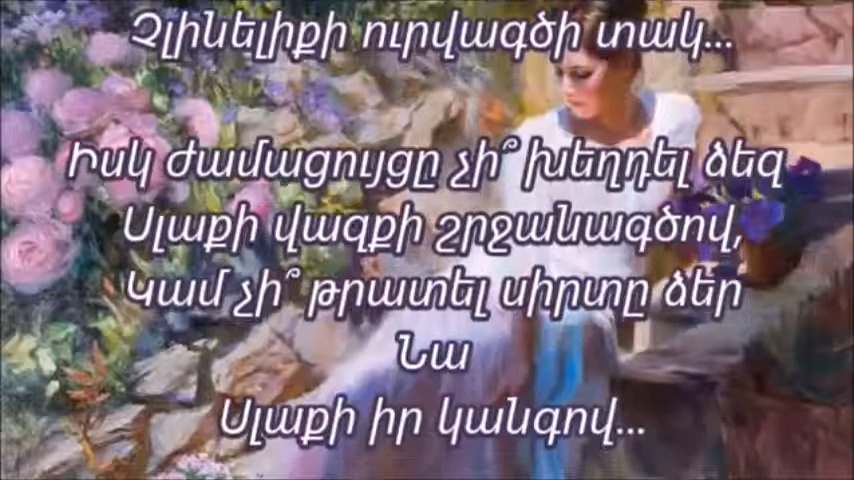 Չլինելիքի ուրվագծի տակ...
Իսկ ժամացույցը չի՞ խեղդել ձեզ
Սլաքի վազքի շրջանագծով,
Կամ չի՞ թրատել սիրտը ձեր
Նա
Սլաքի իր կանգով...